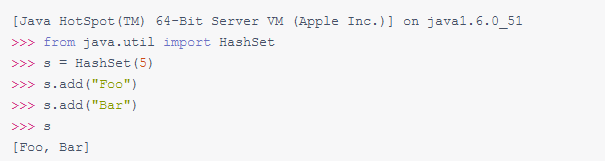 [Java HotSpot(TM) 64-Bit Server VM (Apple Inc.)] on java1.6.0_51
>>> from java.util import HashSet
>>> s = HashSet(5)
>>> s.add("Foo")
>>> s.add("Bar")
>>> s
[Foo, Bar]